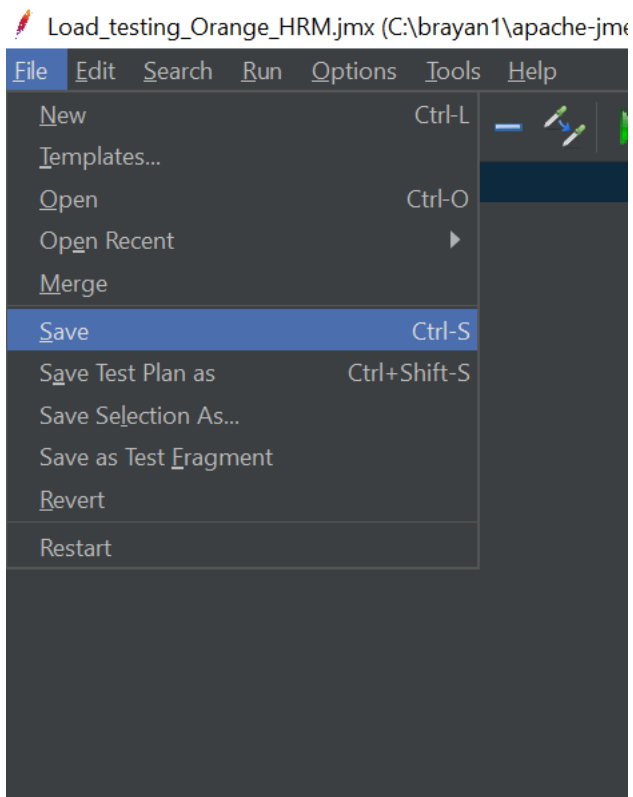 Load_testing_Orange_HRM.jmx (C:\brayan1\apache-jme
File Edit Search Run Options Tools Help
New Ctrl-L
Templates...
Open Ctrl-O
Open Recent
Merge
Save Ctrl-S
Save Test Plan as Ctrl+Shift-S
Save Selection As...
Save as Test Fragment
Revert
Restart